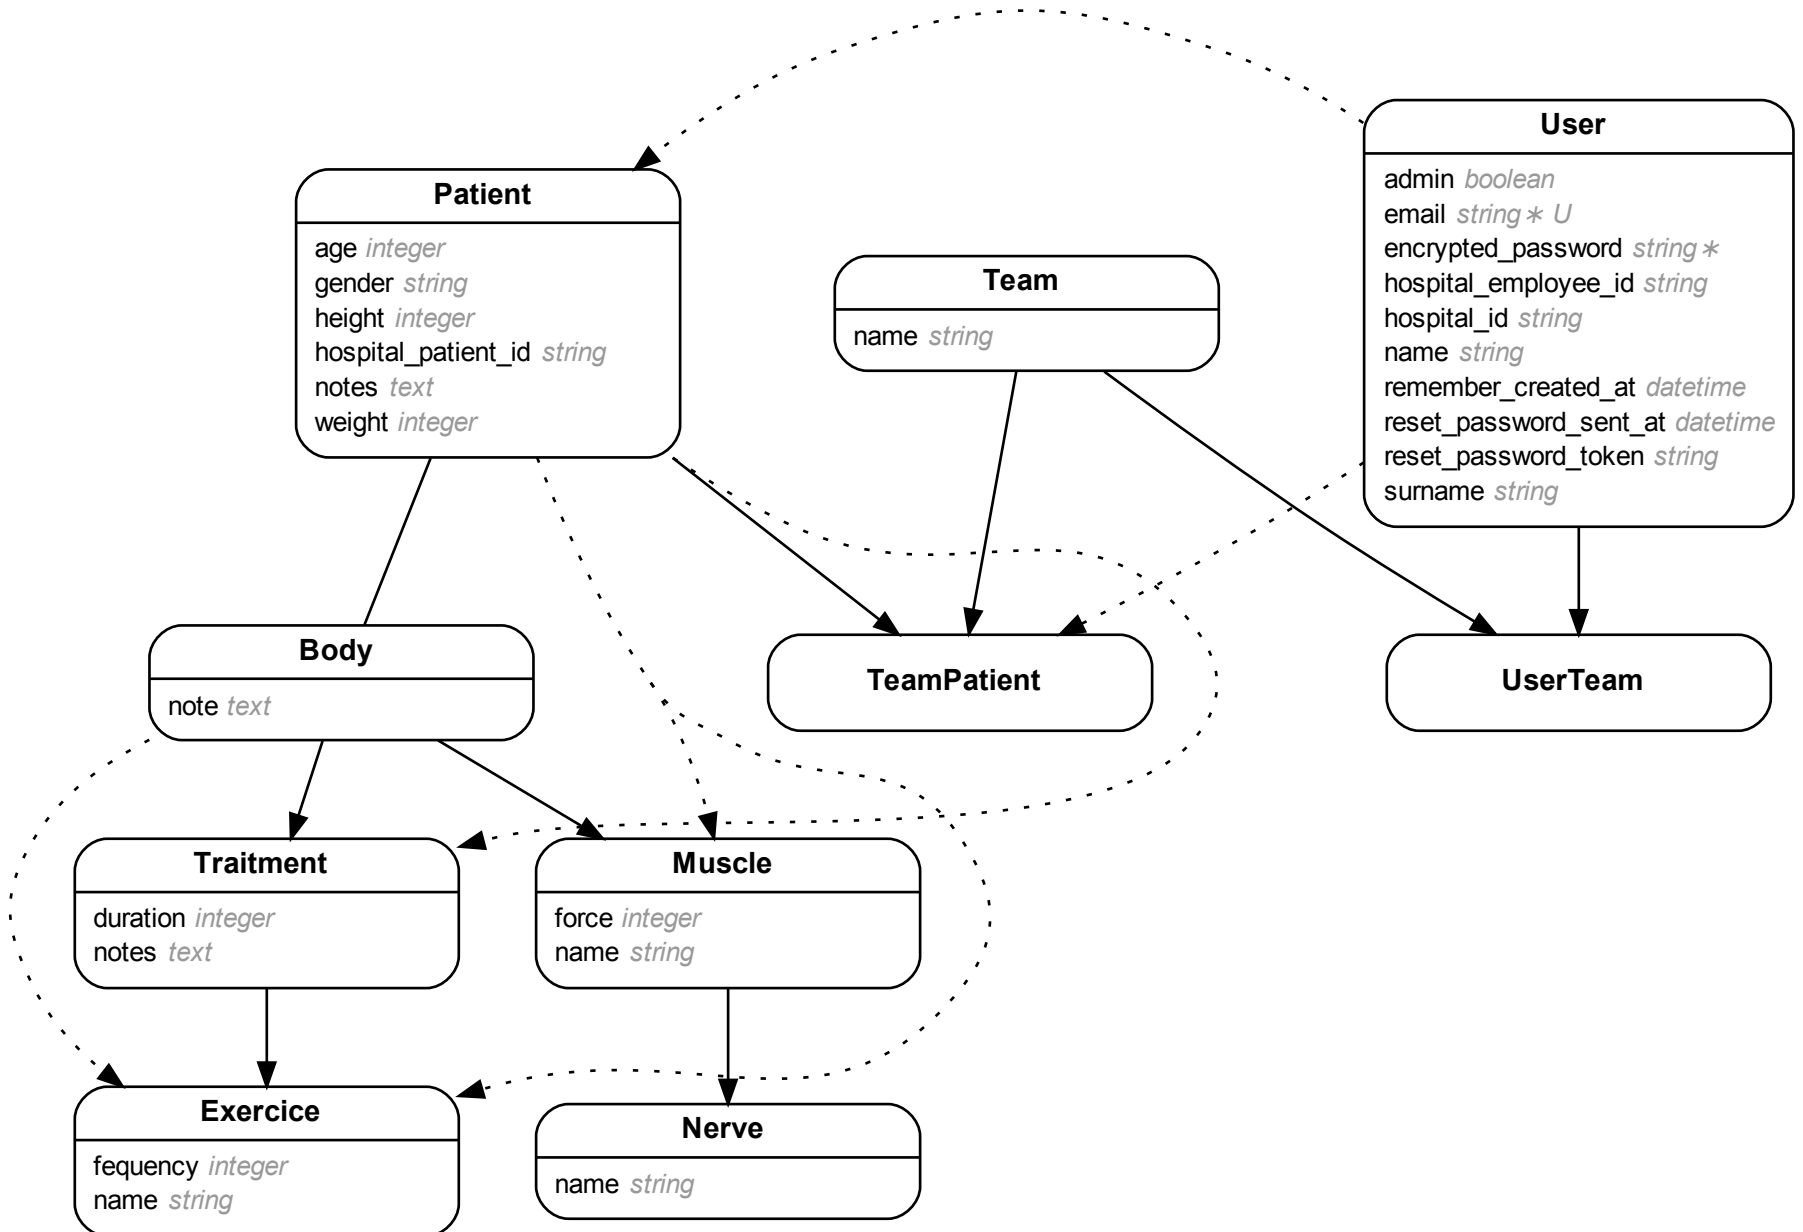 User
admin boolean
email string∗ U
encrypted_password string∗
hospital_employee_id string
hospital_id string
name string
remember_created_at datetime
reset_password_sent_at datetime
reset_password_token string
surname string
Patient
age integer
gender string
height integer
hospital_patient_id string
notes text
weight integer
Team
name string
Body
note text
TeamPatient
UserTeam
Traitment
duration integer
notes text
Muscle
force integer
name string
Exercice
fequency integer
name string
Nerve
name string